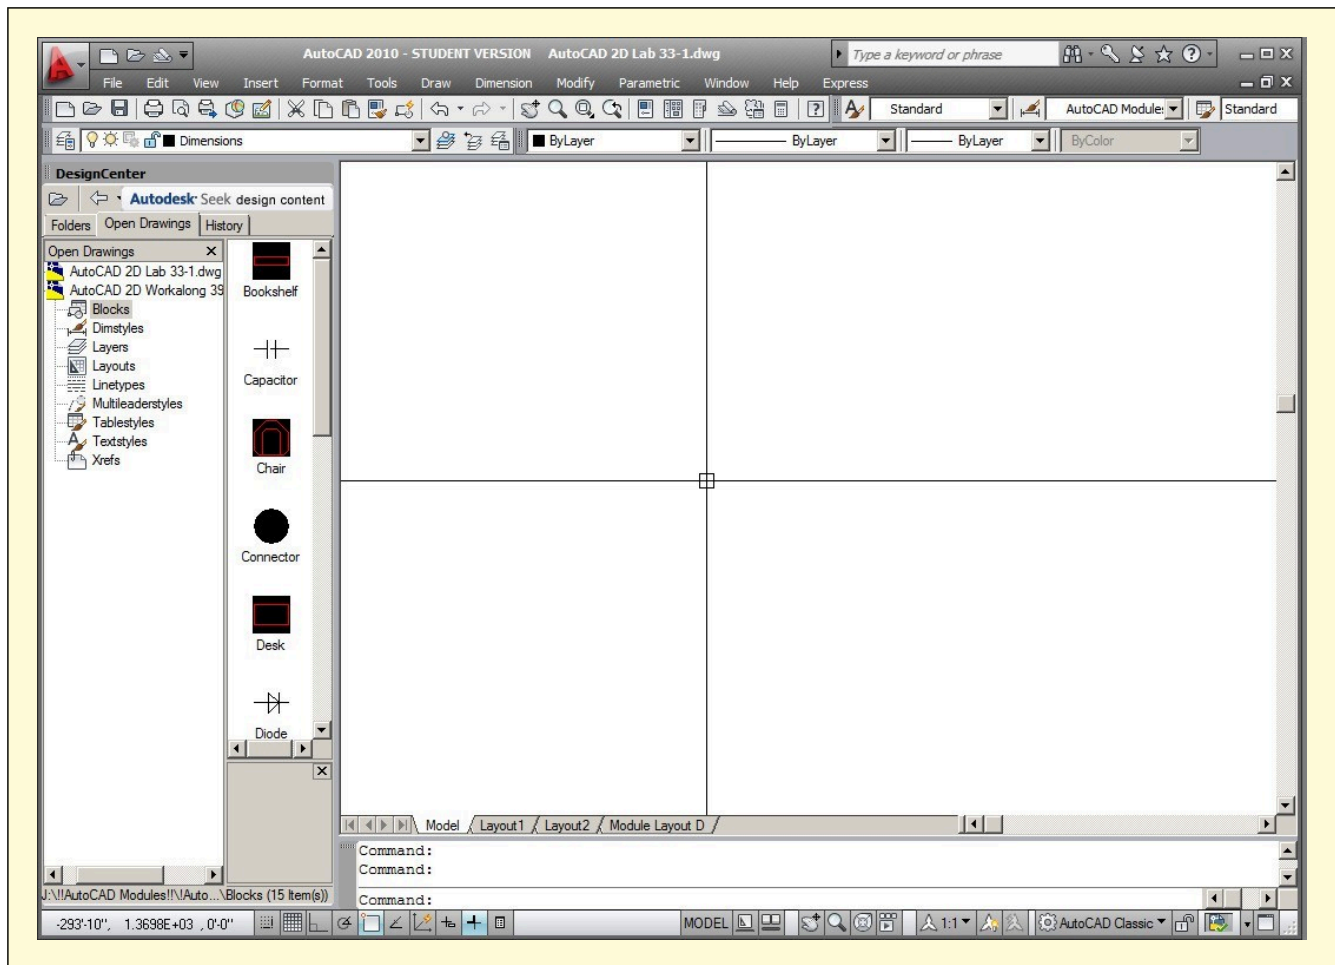 AutoCAD 2010 - STUDENT VERSION AutoCAD 2D Lab 33-1.dwg Type a keyword or phrase
File Edit View Insert Format Tools Draw Dimension Modify Parametric Window Help Express
Standard AutoCAD Module: Standard
Dimensions ByLayer ByLayer ByLayer ByColor
DesignCenter
Autodesk Seek design content
Folders Open Drawings History
Open Drawings
AutoCAD 2D Lab 33-1.dwg
AutoCAD 2D Workalong 39
Blocks
Dimstyles
Layers
Layouts
Linetypes
Multileaderstyles
Tablestyles
Textstyles
Xrefs
Bookshelf
Capacitor
Chair
Connector
Desk
Diode
Model Layout1 Layout2 Module Layout D
Command:
Command:
Command:
J:\!!AutoCAD Modules!!\!Auto...\Blocks (15 Item(s))
-293'-10", 1.3698E+03 , 0'-0" MODEL 1:1 AutoCAD Classic